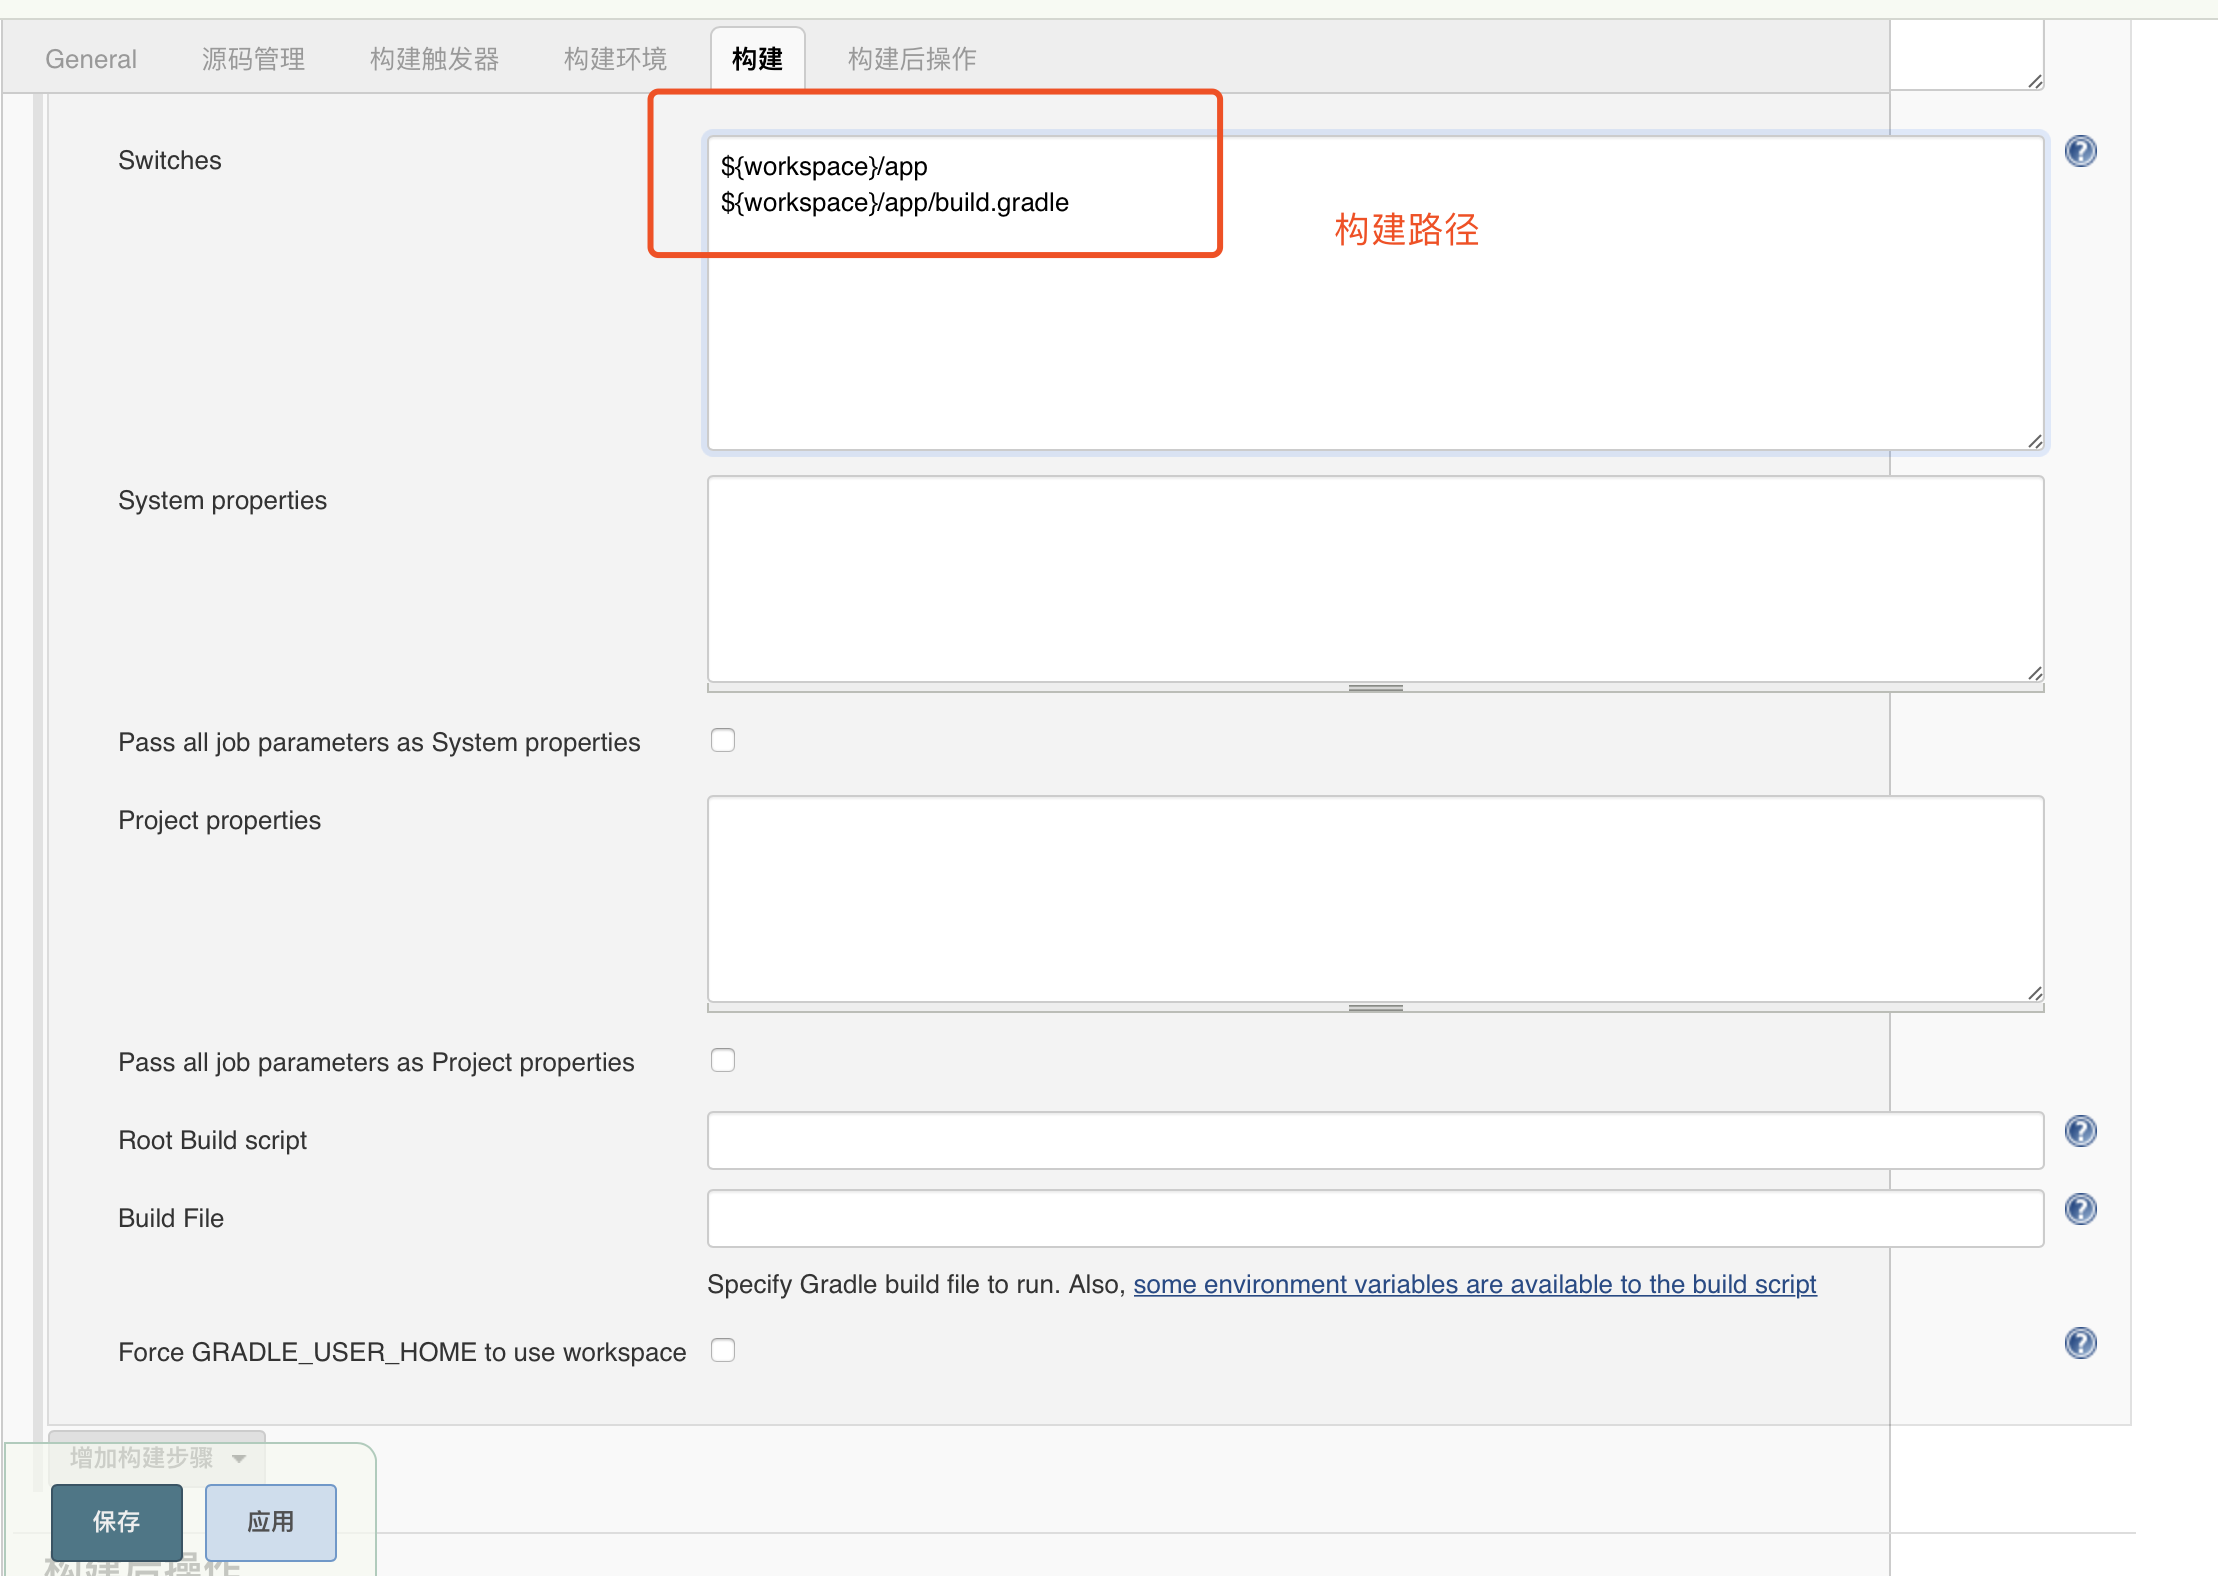 General 源码管理 构建触发器 构建环境 构建 构建后操作
Switches
${workspace}/app
${workspace}/app/build.gradle
构建路径
System properties
Pass all job parameters as System properties
Project properties
Pass all job parameters as Project properties
Root Build script
Build File
Specify Gradle build file to run. Also, some environment variables are available to the build script
Force GRADLE_USER_HOME to use workspace
增加构建步骤
保存 应用
构建后操作